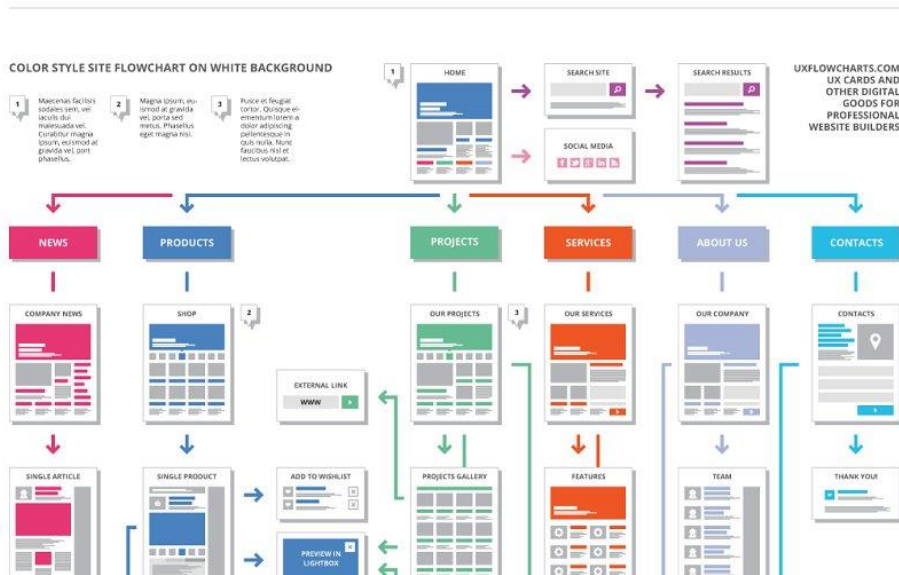 COLOR STYLE SITE FLOWCHART ON WHITE BACKGROUND
1
Maecenas facilisis
sodales sem, vel
iaculis dui
malesuada vel.
Curabitur magna
ipsum, euismod at
gravida vel, port
phasellus.
2
Magna ipsum, eu-
ismod at gravida
vel, porta sed
metus. Phasellus
eget magna nisl.
3
Fusce et feugiat
tortor. Quisque el-
ementum lorem a
dolor adipiscing
pellentesque in
quis nulla. Nunc
faucibus nisl et
lectus volutpat.
1
HOME
SEARCH SITE
SEARCH RESULTS
SOCIAL MEDIA
UXFLOWCHARTS.COM
UX CARDS AND
OTHER DIGITAL
GOODS FOR
PROFESSIONAL
WEBSITE BUILDERS
NEWS
PRODUCTS
PROJECTS
SERVICES
ABOUT US
CONTACTS
COMPANY NEWS
SHOP
2
OUR PROJECTS
3
OUR SERVICES
OUR COMPANY
CONTACTS
EXTERNAL LINK
WWW
SINGLE ARTICLE
SINGLE PRODUCT
ADD TO WISHLIST
PROJECTS GALLERY
FEATURES
TEAM
THANK YOU!
PREVIEW IN
LIGHTBOX